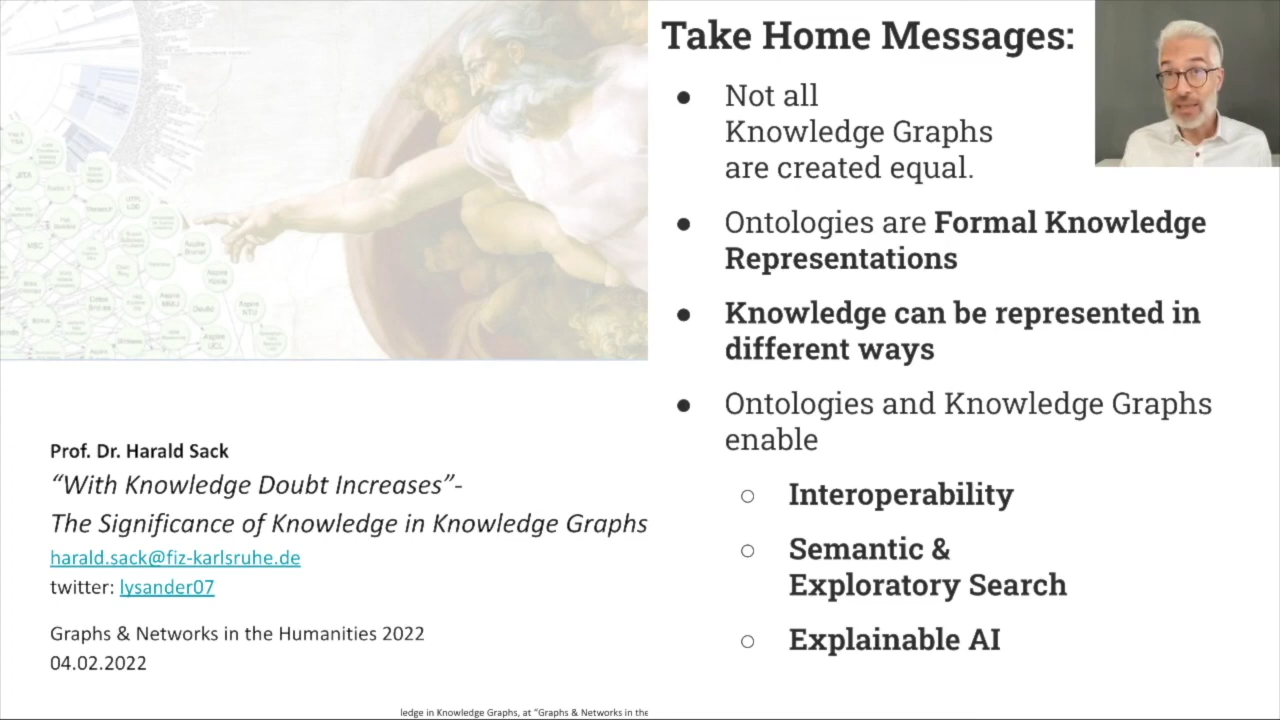 Take Home Messages:
● Not all
Knowledge Graphs
are created equal.
● Ontologies are Formal Knowledge
Representations
● Knowledge can be represented in
different ways
● Ontologies and Knowledge Graphs
enable
○ Interoperability
○ Semantic &
Exploratory Search
○ Explainable AI
Prof. Dr. Harald Sack
“With Knowledge Doubt Increases”-
The Significance of Knowledge in Knowledge Graphs
harald.sack@fiz-karlsruhe.de
twitter: lysander07
Graphs & Networks in the Humanities 2022
04.02.2022
ledge in Knowledge Graphs, at “Graphs & Networks in the